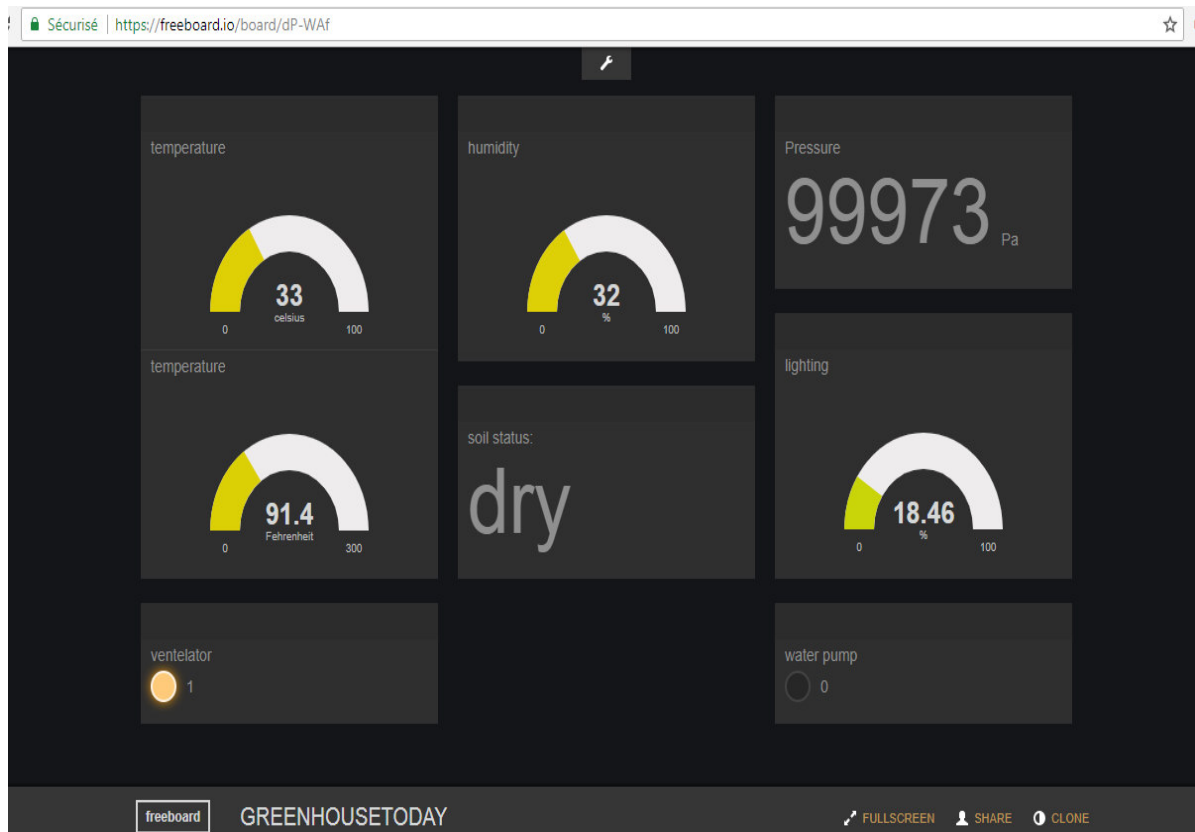 Sécurisé | https://freeboard.io/board/dP-WAf
temperature
33
celsius
0 100
temperature
91.4
Fehrenheit
0 300
humidity
32
%
0 100
soil status:
dry
Pressure
99973 Pa
lighting
18.46
%
0 100
ventelator
1
water pump
0
freeboard GREENHOUSETODAY FULLSCREEN SHARE CLONE